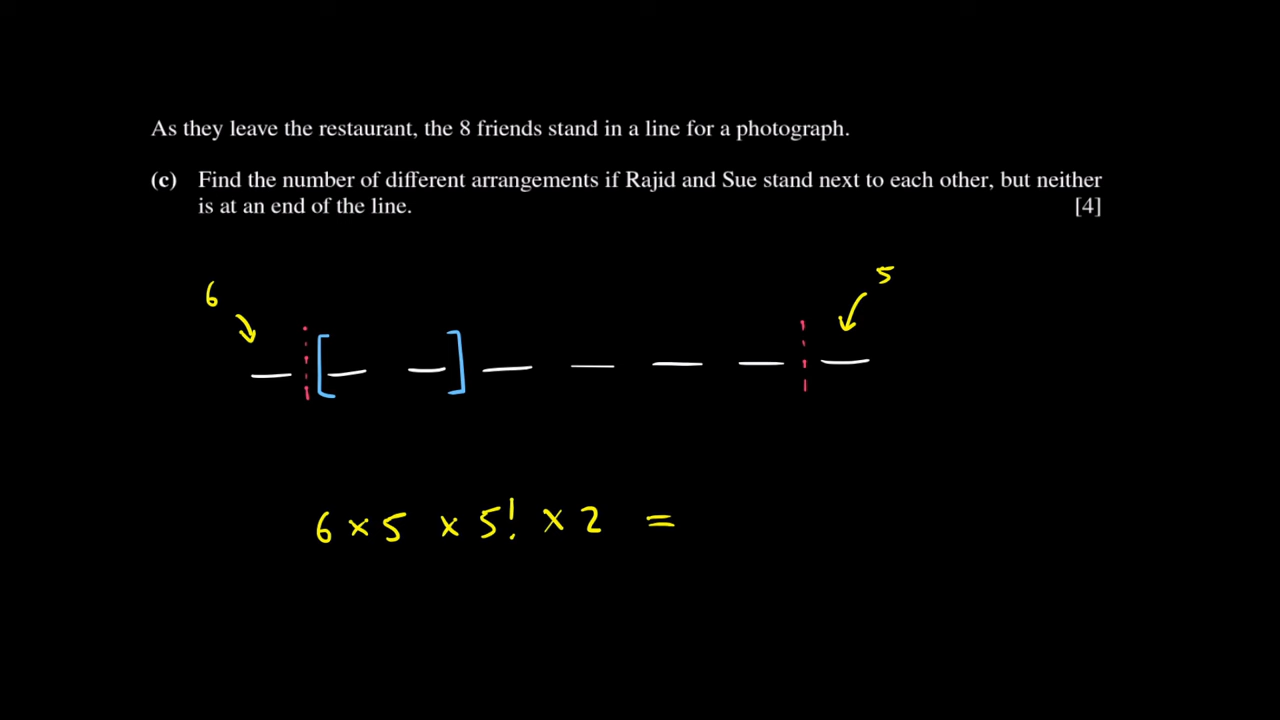 As they leave the restaurant, the 8 friends stand in a line for a photograph.
(c) Find the number of different arrangements if Rajid and Sue stand next to each other, but neither
is at an end of the line. [4]
6 5
[ ]
6 × 5 × 5! × 2 =